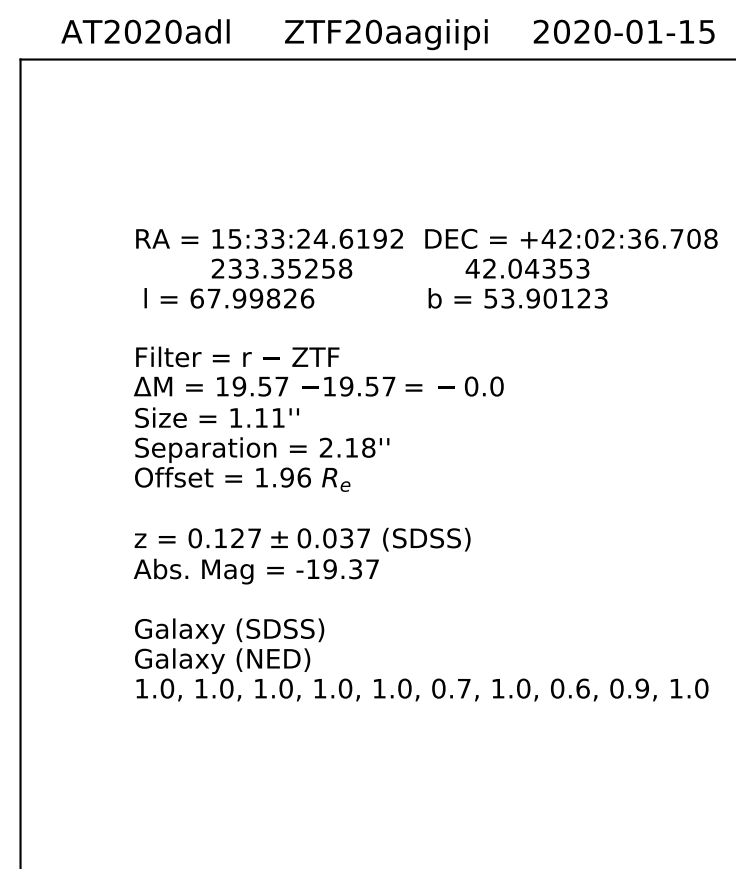 AT2020adl ZTF20aagiipi 2020-01-15
RA = 15:33:24.6192 DEC = +42:02:36.708
233.35258 42.04353
l = 67.99826 b = 53.90123
Filter = r − ZTF
ΔM = 19.57 −19.57 = − 0.0
Size = 1.11''
Separation = 2.18''
Offset = 1.96 Rₑ
z = 0.127 ± 0.037 (SDSS)
Abs. Mag = -19.37
Galaxy (SDSS)
Galaxy (NED)
1.0, 1.0, 1.0, 1.0, 1.0, 0.7, 1.0, 0.6, 0.9, 1.0